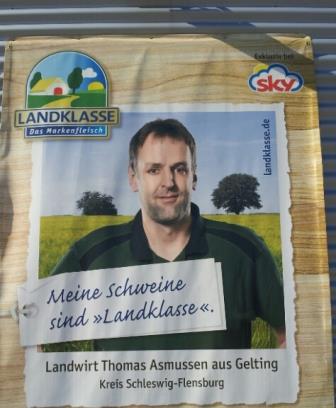 Exklusiv bei
sky
LANDKLASSE
Das Markenfleisch
landklasse.de
Meine Schweine
sind »Landklasse«.
Landwirt Thomas Asmussen aus Gelting
Kreis Schleswig-Flensburg